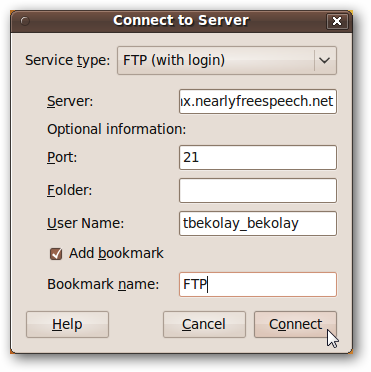 Connect to Server
Service type: FTP (with login)
Server: x.nearlyfreespeech.net
Optional information:
Port: 21
Folder:
User Name: tbekolay_bekolay
Add bookmark
Bookmark name: FTP
Help Cancel Connect